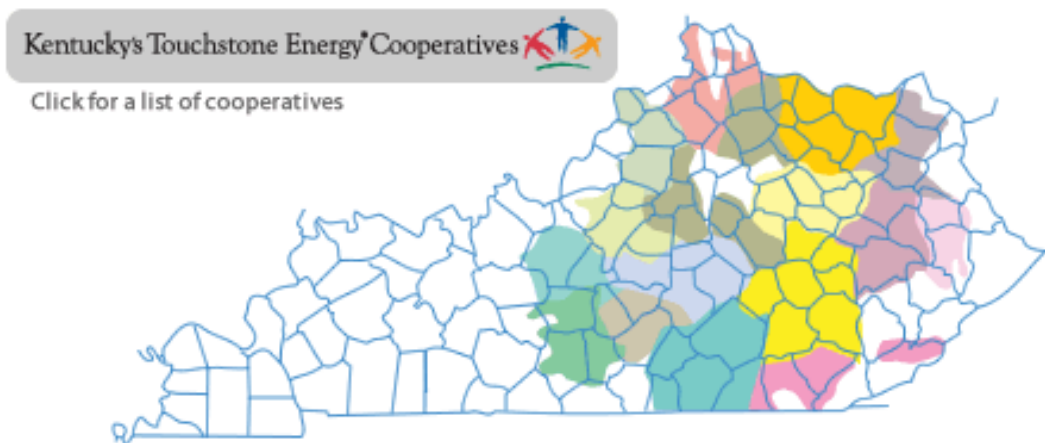 Kentucky's Touchstone Energy® Cooperatives
Click for a list of cooperatives